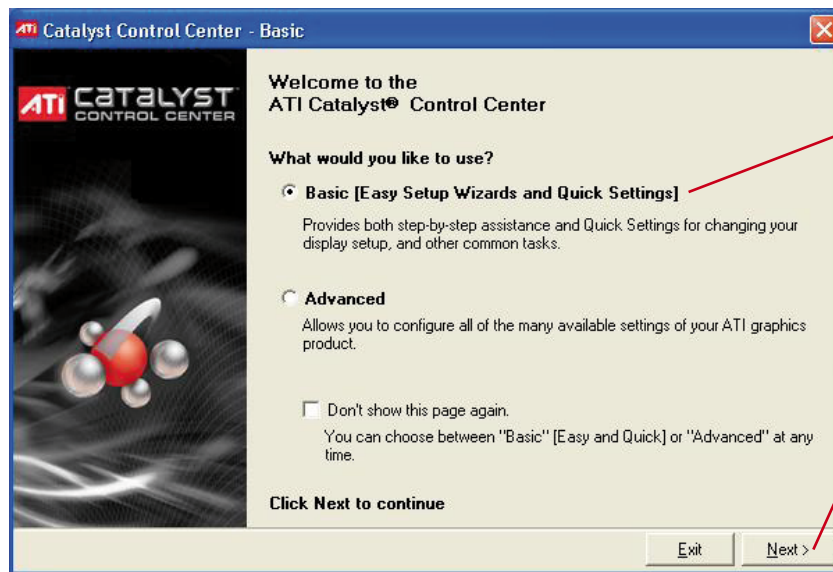 ATI Catalyst Control Center - Basic
ATI CATALYST
CONTROL CENTER
Welcome to the
ATI Catalyst® Control Center
What would you like to use?
Basic [Easy Setup Wizards and Quick Settings]
Provides both step-by-step assistance and Quick Settings for changing your
display setup, and other common tasks.
Advanced
Allows you to configure all of the many available settings of your ATI graphics
product.
Don't show this page again.
You can choose between "Basic" [Easy and Quick] or "Advanced" at any
time.
Click Next to continue
Exit
Next >